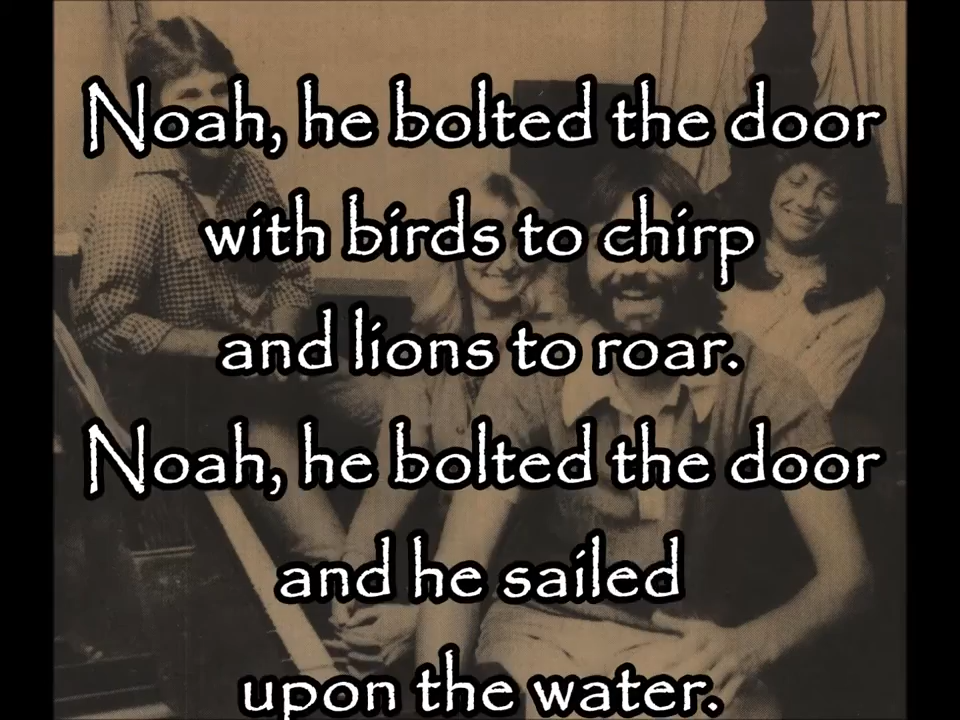 Noah, he bolted the door
with birds to chirp
and lions to roar.
Noah, he bolted the door
and he sailed
upon the water.